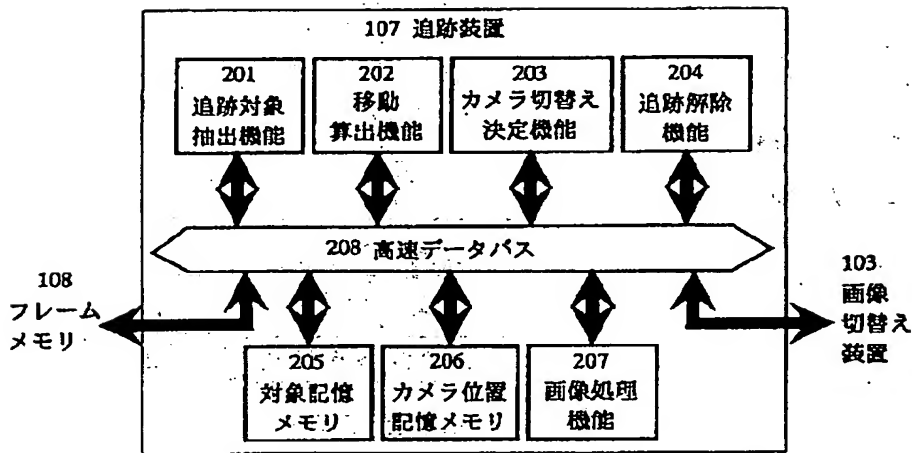 107 追跡装置
201
追跡対象
抽出機能
202
移動
算出機能
203
カメラ切替え
決定機能
204
追跡解除
機能
208 高速データバス
108
フレーム
メモリ
103
画像
切替え
装置
205
対象記憶
メモリ
206
カメラ位置
記憶メモリ
207
画像処理
機能